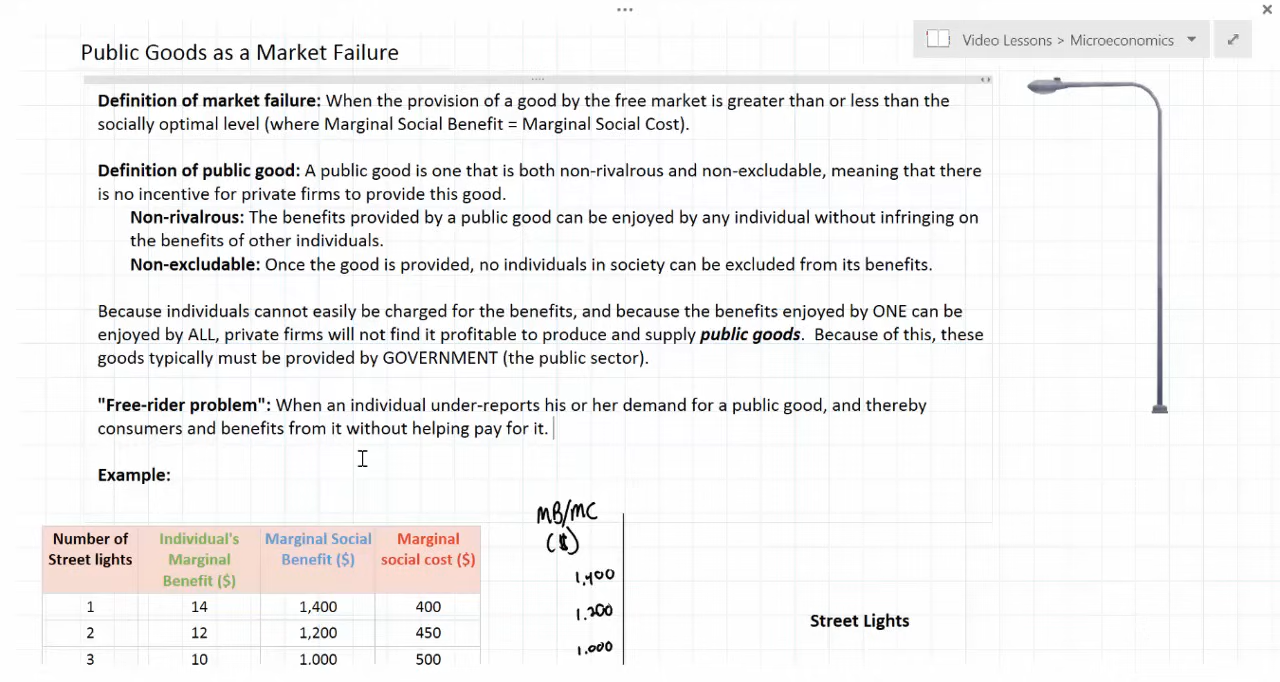 Video Lessons > Microeconomics
Public Goods as a Market Failure
Definition of market failure: When the provision of a good by the free market is greater than or less than the
socially optimal level (where Marginal Social Benefit = Marginal Social Cost).
Definition of public good: A public good is one that is both non-rivalrous and non-excludable, meaning that there
is no incentive for private firms to provide this good.
Non-rivalrous: The benefits provided by a public good can be enjoyed by any individual without infringing on
the benefits of other individuals.
Non-excludable: Once the good is provided, no individuals in society can be excluded from its benefits.
Because individuals cannot easily be charged for the benefits, and because the benefits enjoyed by ONE can be
enjoyed by ALL, private firms will not find it profitable to produce and supply public goods. Because of this, these
goods typically must be provided by GOVERNMENT (the public sector).
"Free-rider problem": When an individual under-reports his or her demand for a public good, and thereby
consumers and benefits from it without helping pay for it.
Example:
Number of Street lights Individual's Marginal Benefit ($) Marginal Social Benefit ($) Marginal social cost ($)
1 14 1,400 400
2 12 1,200 450
3 10 1.000 500
MB/MC
($)
1,400
1.200
1.000
Street Lights